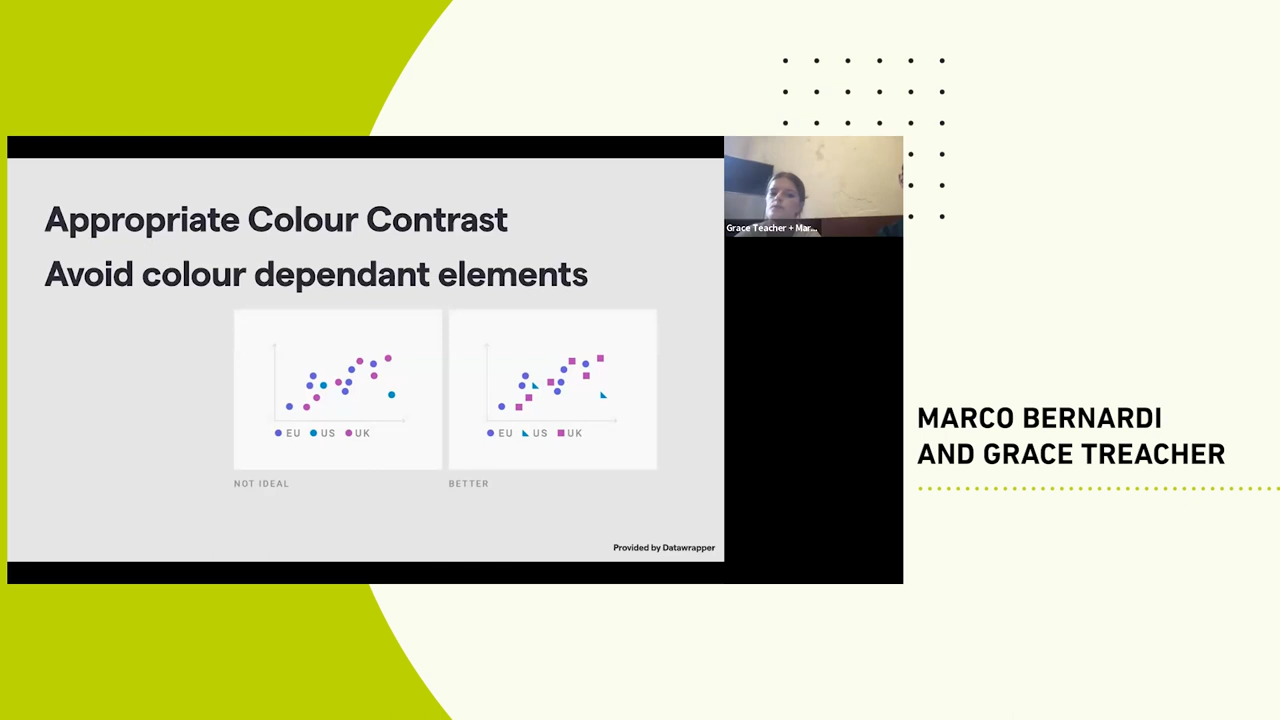 Appropriate Colour Contrast
Avoid colour dependant elements
EU US UK
EU US UK
NOT IDEAL
BETTER
Provided by Datawrapper
Grace Teacher + Mar...
MARCO BERNARDI
AND GRACE TREACHER